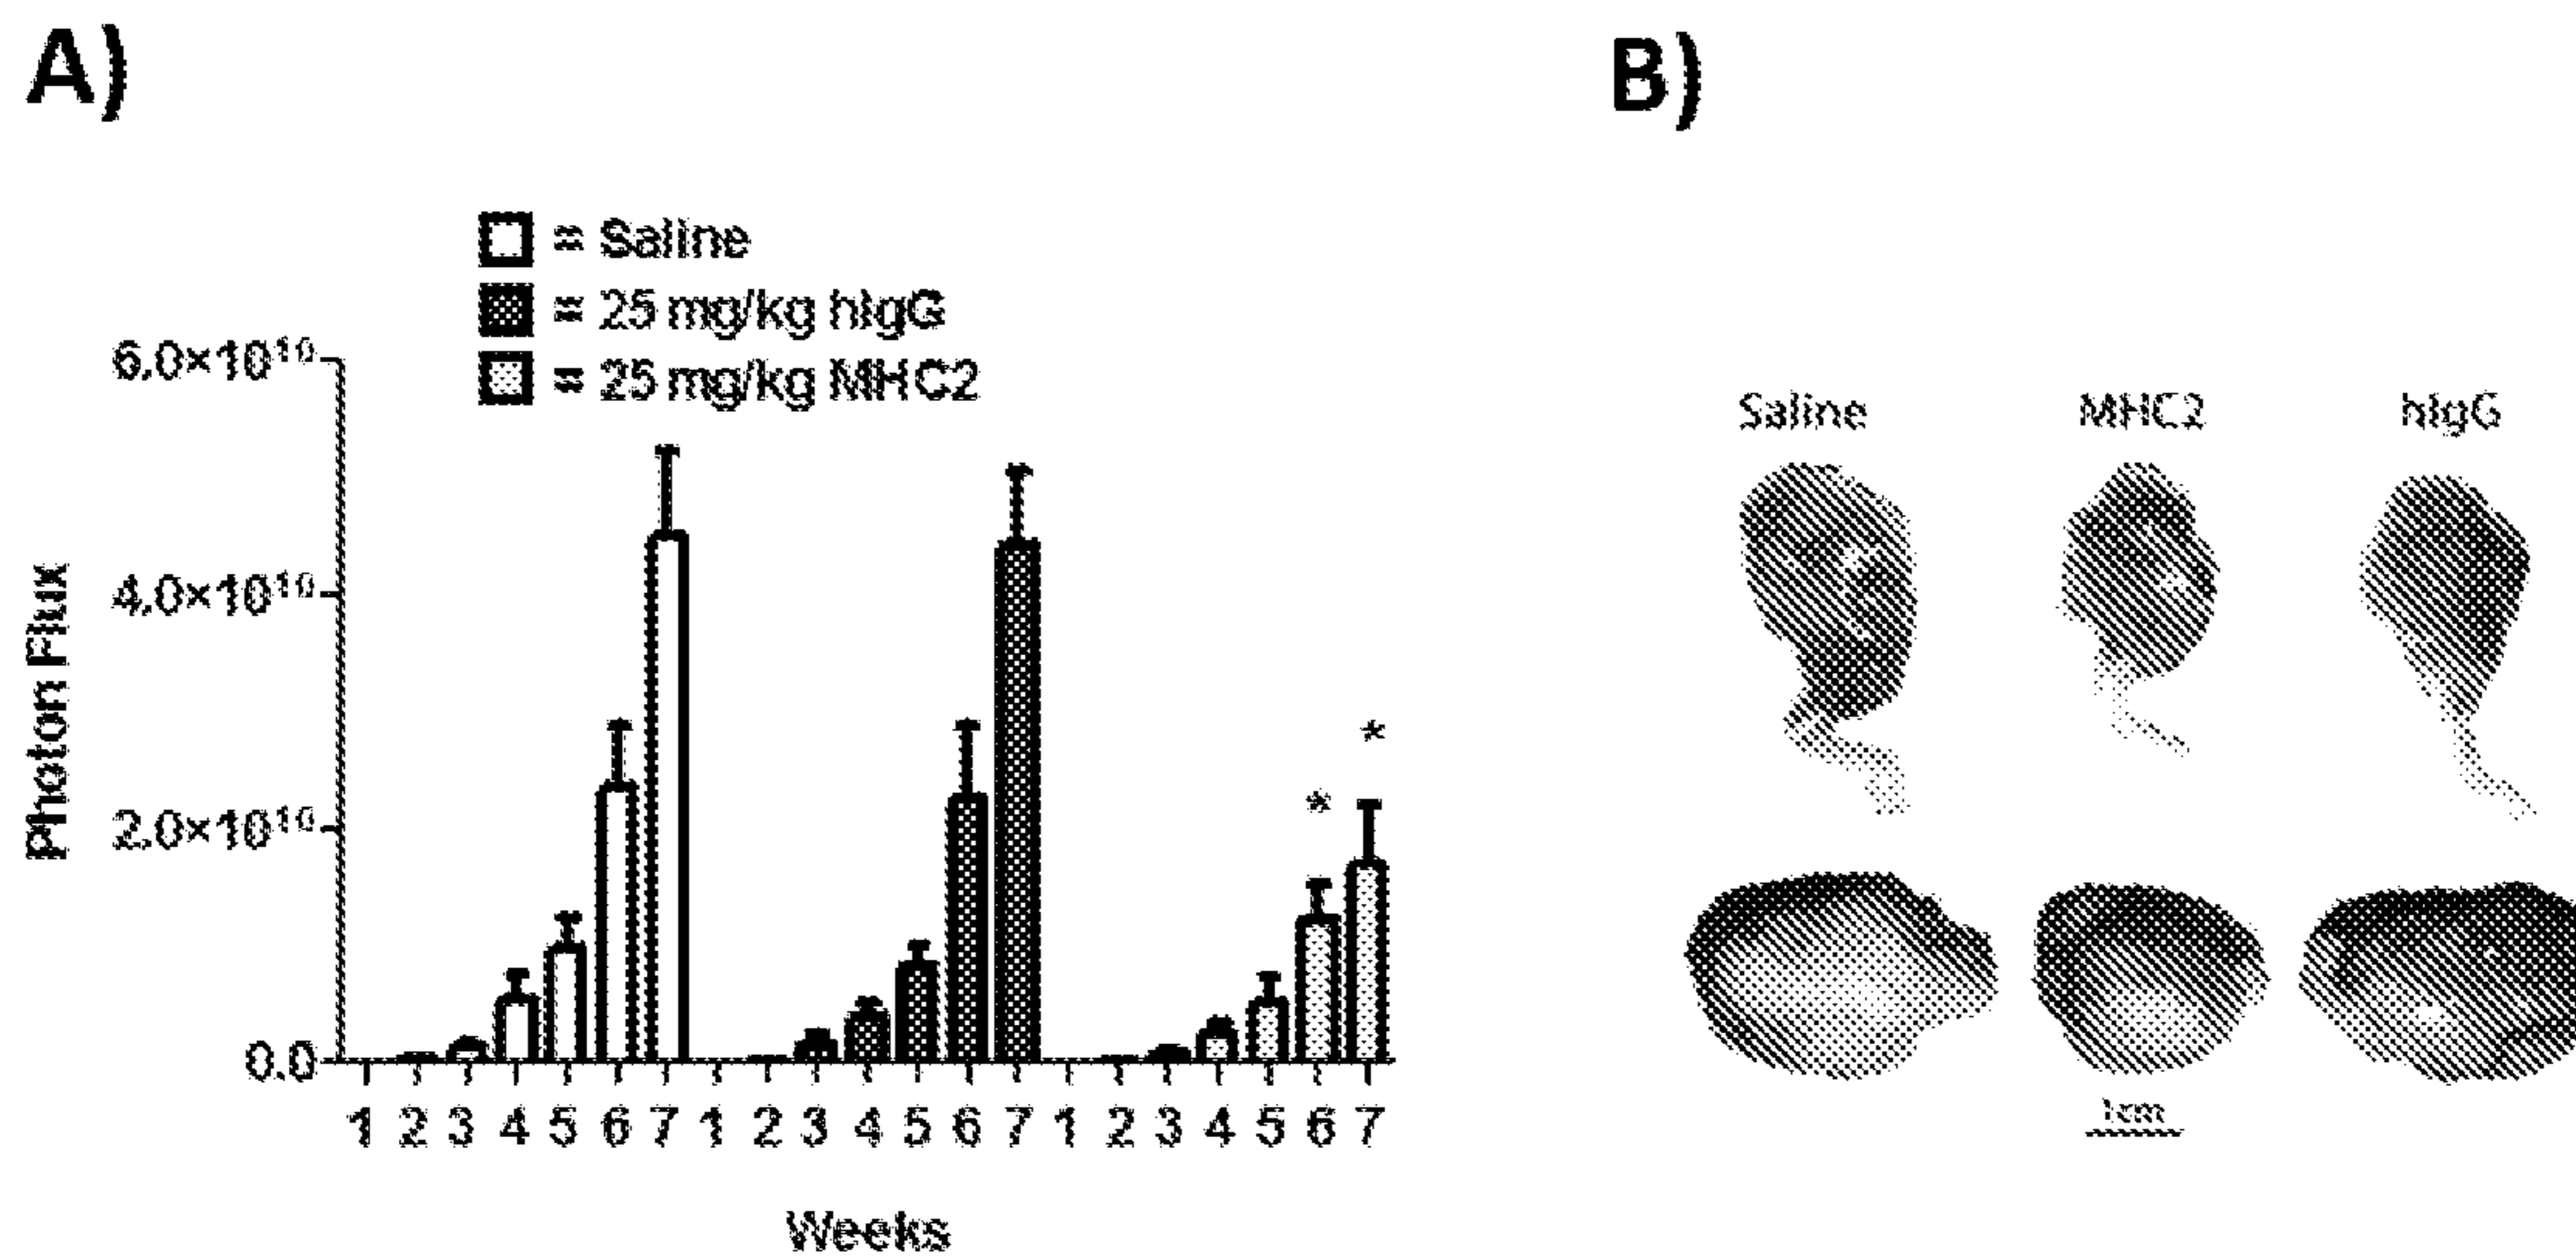 A)
B)
= Saline
= 25 mg/kg hIgG
= 25 mg/kg MHC2
6.0×10¹⁰
4.0×10¹⁰
2.0×10¹⁰
0.0
Photon Flux
1 2 3 4 5 6 7 1 2 3 4 5 6 7 1 2 3 4 5 6 7
* *
Weeks
Saline MHC2 hIgG
1cm